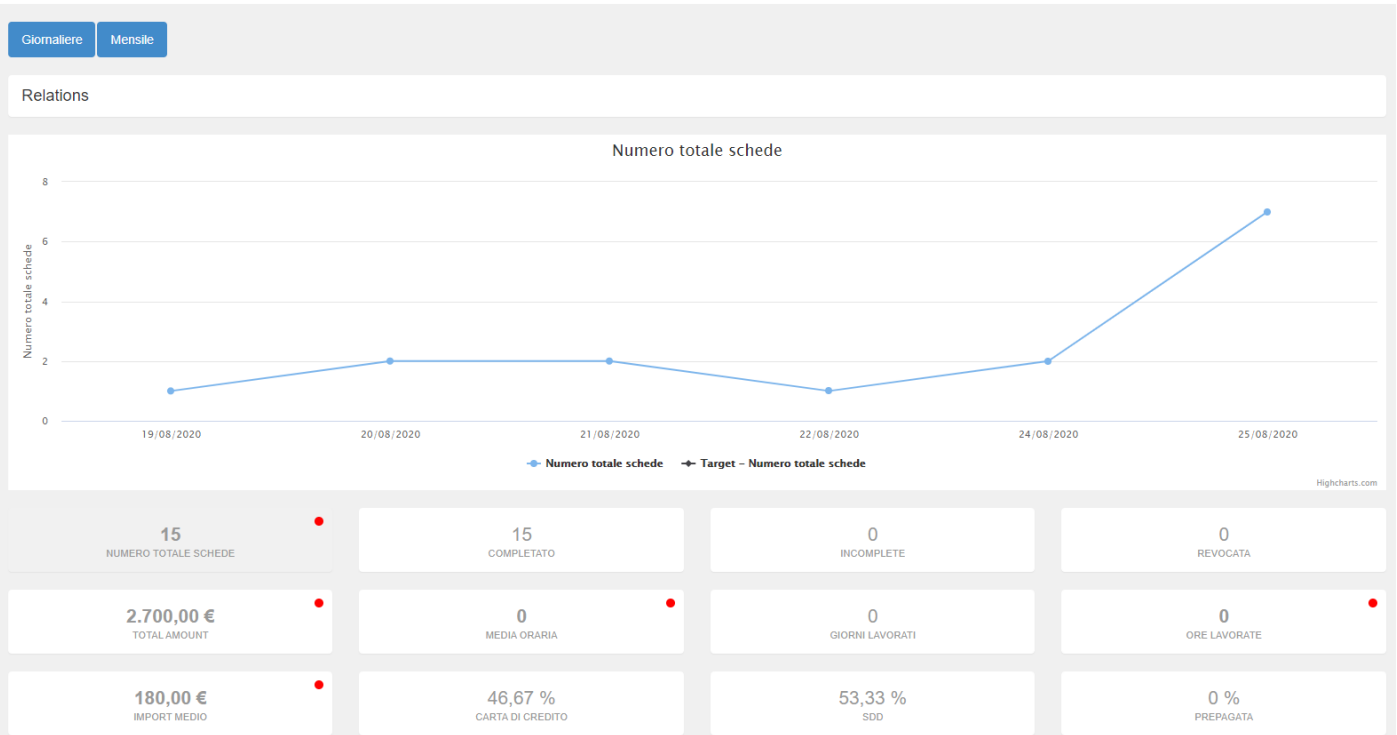 Giornaliere Mensile
Relations
Numero totale schede
8
6
4
2
0
Numero totale schede
19/08/2020 20/08/2020 21/08/2020 22/08/2020 24/08/2020 25/08/2020
Numero totale schede Target – Numero totale schede
Highcharts.com
15 15 0 0
NUMERO TOTALE SCHEDE COMPLETATO INCOMPLETE REVOCATA
2.700,00 € 0 0 0
TOTAL AMOUNT MEDIA ORARIA GIORNI LAVORATI ORE LAVORATE
180,00 € 46,67 % 53,33 % 0 %
IMPORT MEDIO CARTA DI CREDITO SDD PREPAGATA